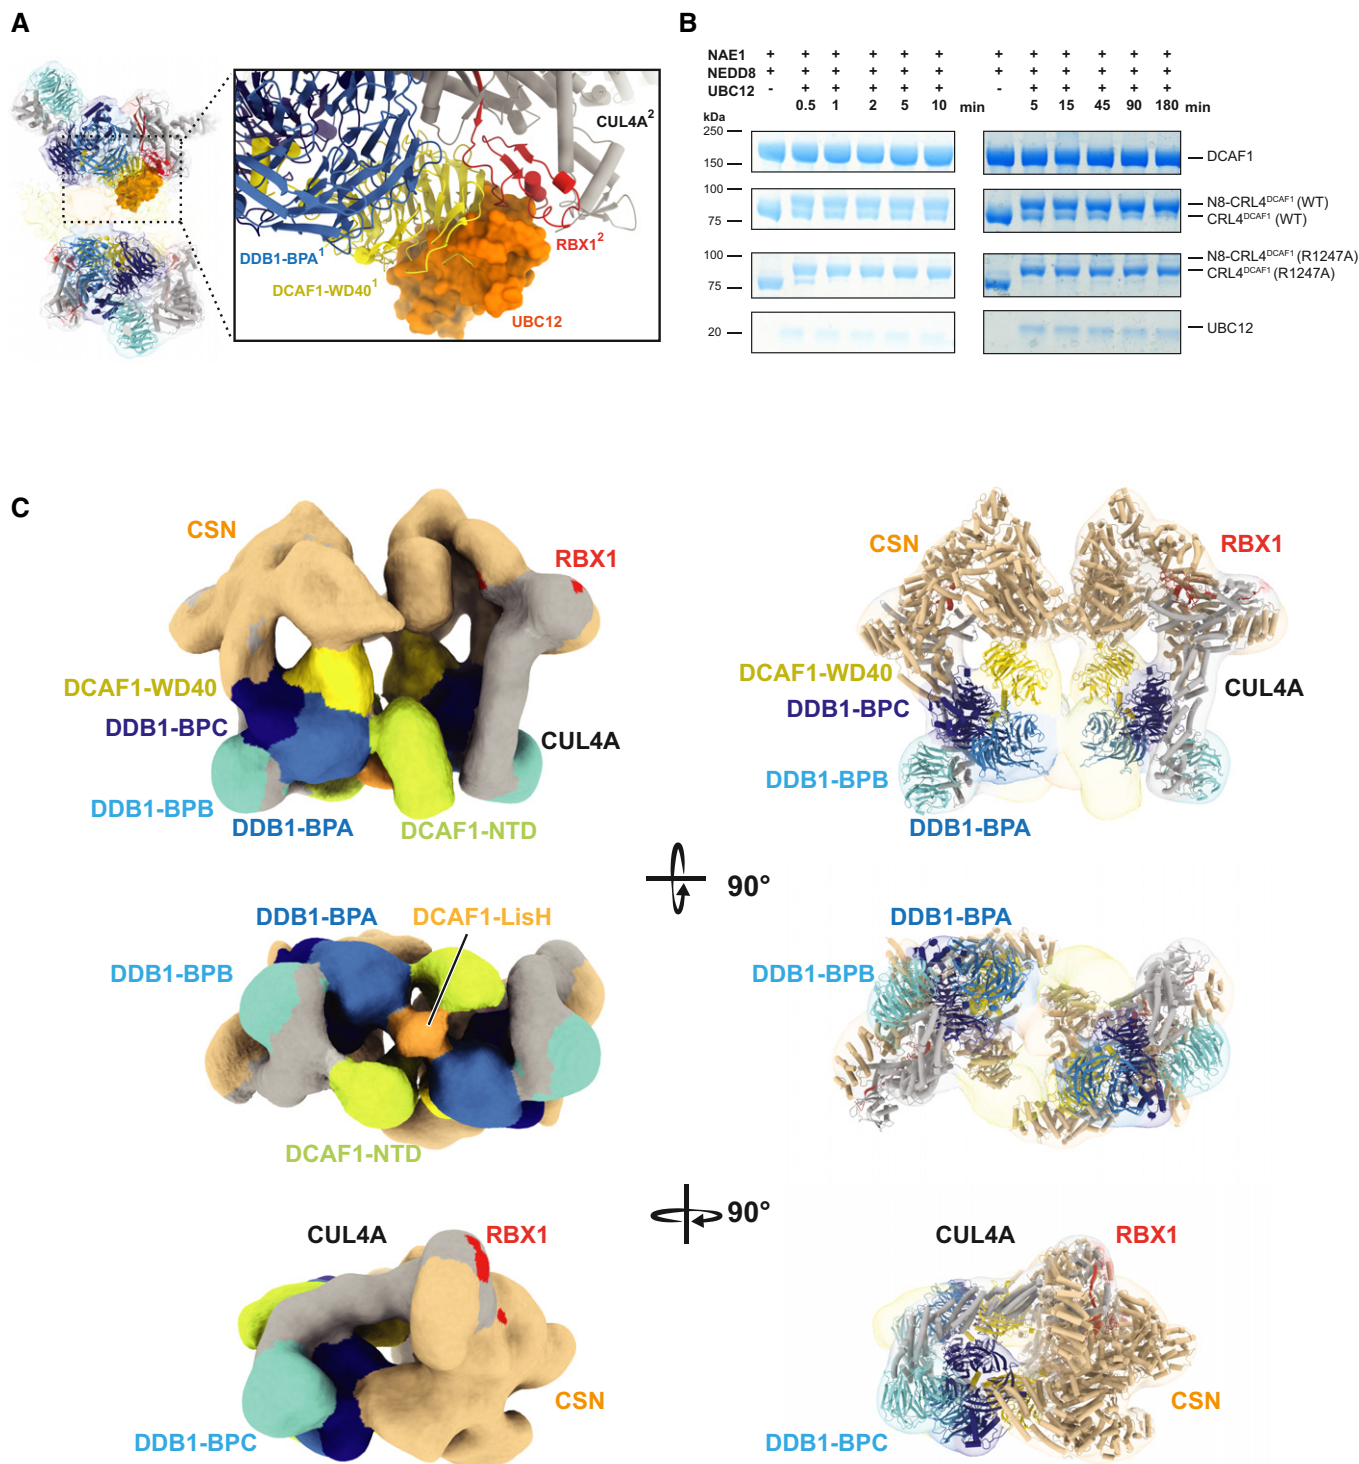 A
CUL4A²
DDB1-BPA¹
RBX1²
DCAF1-WD40¹
UBC12
B
NAE1 + + + + + + + + + + + +
NEDD8 + + + + + + + + + + + +
UBC12 - + + + + + - + + + + +
0.5 1 2 5 10 min 5 15 45 90 180 min
kDa
250
150
DCAF1
100
75
N8-CRL4ᴰᶜᴬᶠ¹ (WT)
CRL4ᴰᶜᴬᶠ¹ (WT)
100
75
N8-CRL4ᴰᶜᴬᶠ¹ (R1247A)
CRL4ᴰᶜᴬᶠ¹ (R1247A)
20
UBC12
C
CSN
RBX1
DCAF1-WD40
DDB1-BPC
CUL4A
DDB1-BPB
DDB1-BPA
DCAF1-NTD
CSN
RBX1
DCAF1-WD40
CUL4A
DDB1-BPC
DDB1-BPB
DDB1-BPA
90°
DDB1-BPA
DCAF1-LisH
DDB1-BPB
DCAF1-NTD
DDB1-BPA
DDB1-BPB
90°
CUL4A
RBX1
CSN
DDB1-BPC
CUL4A
RBX1
CSN
DDB1-BPC